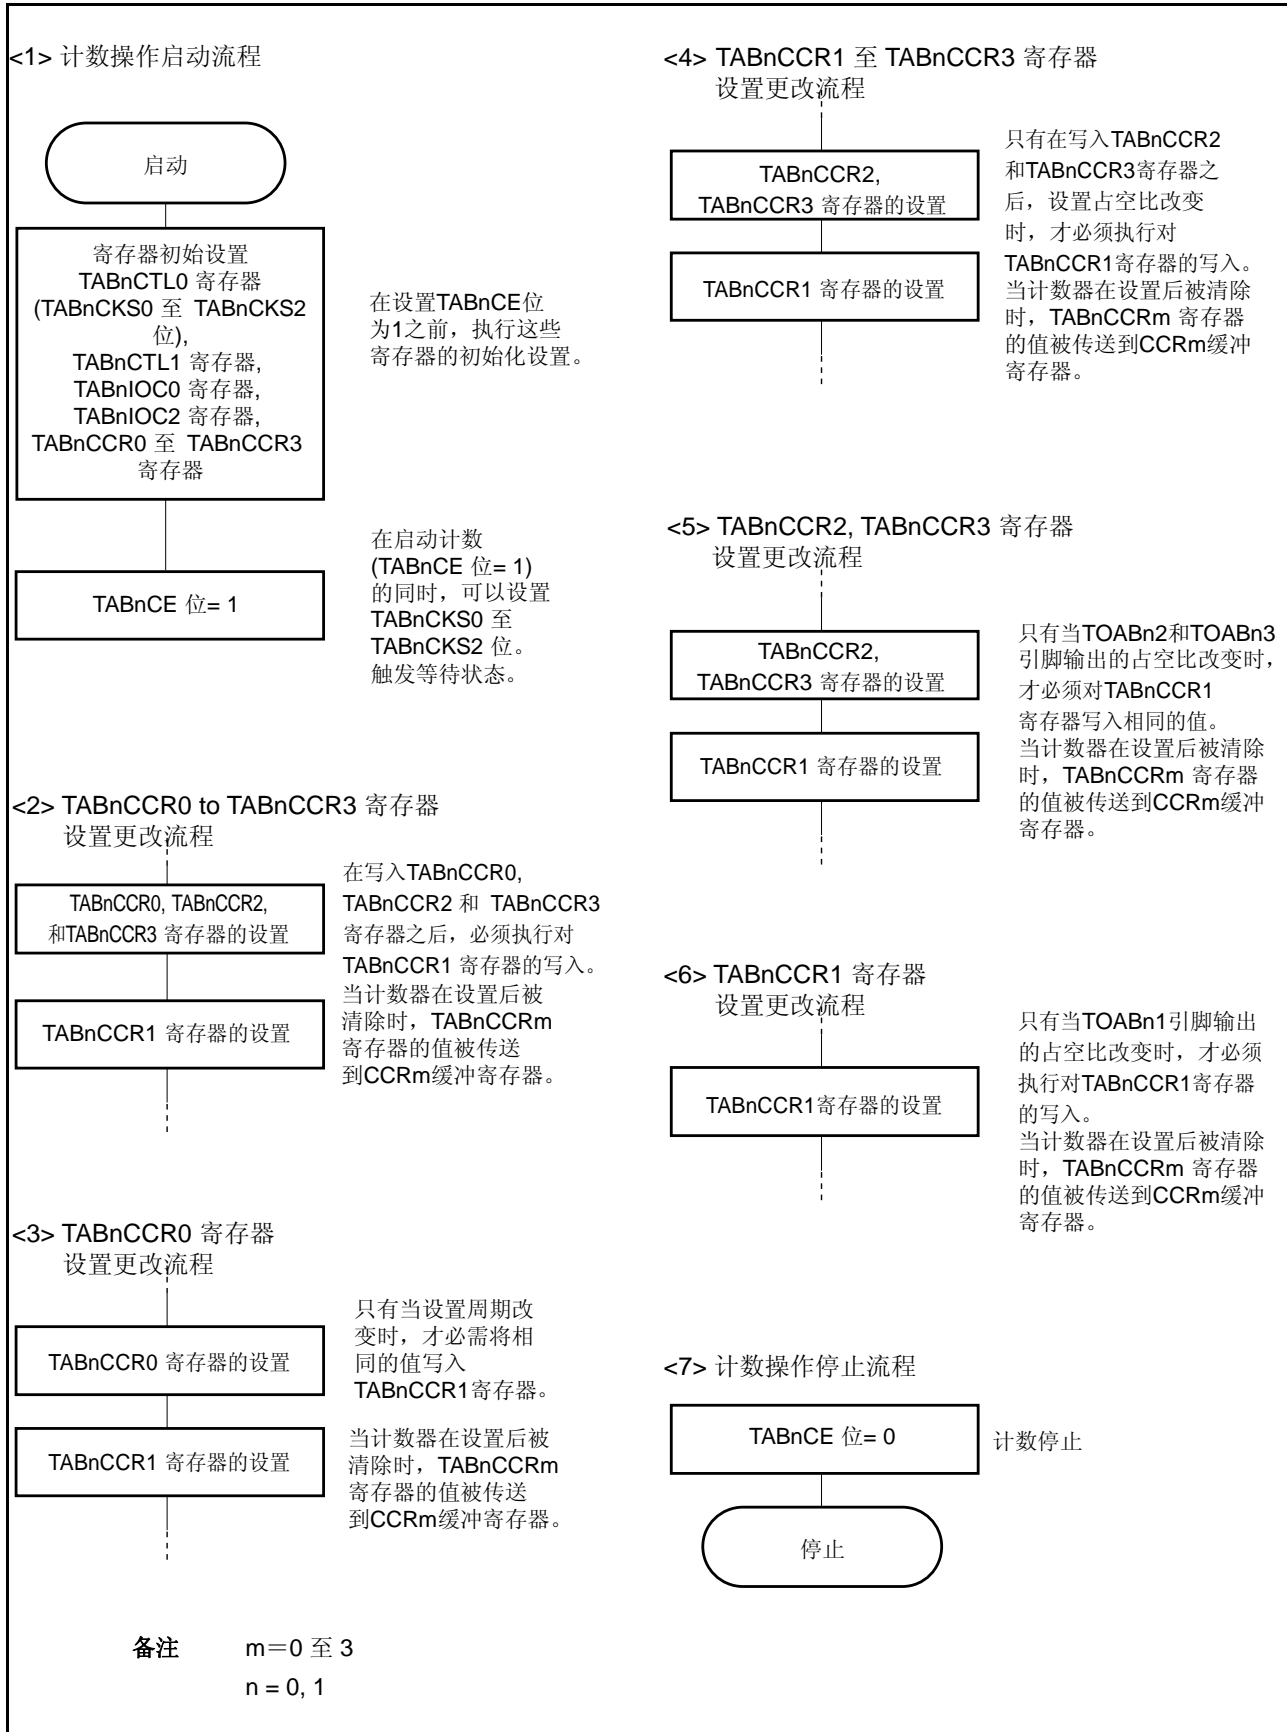 <1> 计数操作启动流程
启动
寄存器初始设置
TABnCTL0 寄存器
(TABnCKS0 至 TABnCKS2
位),
TABnCTL1 寄存器,
TABnIOC0 寄存器,
TABnIOC2 寄存器,
TABnCCR0 至 TABnCCR3
寄存器
在设置TABnCE位
为1之前，执行这些
寄存器的初始化设置。
TABnCE 位= 1
在启动计数
(TABnCE 位= 1)
的同时，可以设置
TABnCKS0 至
TABnCKS2 位。
触发等待状态。
<2> TABnCCR0 to TABnCCR3 寄存器
设置更改流程
TABnCCR0, TABnCCR2,
和TABnCCR3 寄存器的设置
TABnCCR1 寄存器的设置
在写入TABnCCR0,
TABnCCR2 和 TABnCCR3
寄存器之后，必须执行对
TABnCCR1 寄存器的写入。
当计数器在设置后被
清除时，TABnCCRm
寄存器的值被传送
到CCRm缓冲寄存器。
<3> TABnCCR0 寄存器
设置更改流程
TABnCCR0 寄存器的设置
TABnCCR1 寄存器的设置
只有当设置周期改
变时，才必需将相
同的值写入
TABnCCR1寄存器。
当计数器在设置后被
清除时，TABnCCRm
寄存器的值被传送
到CCRm缓冲寄存器。
<4> TABnCCR1 至 TABnCCR3 寄存器
设置更改流程
TABnCCR2,
TABnCCR3 寄存器的设置
TABnCCR1 寄存器的设置
只有在写入TABnCCR2
和TABnCCR3寄存器之
后，设置占空比改变
时，才必须执行对
TABnCCR1寄存器的写入。
当计数器在设置后被清除
时，TABnCCRm 寄存器
的值被传送到CCRm缓冲
寄存器。
<5> TABnCCR2, TABnCCR3 寄存器
设置更改流程
TABnCCR2,
TABnCCR3 寄存器的设置
TABnCCR1 寄存器的设置
只有当TOABn2和TOABn3
引脚输出的占空比改变时，
才必须对TABnCCR1
寄存器写入相同的值。
当计数器在设置后被清除
时，TABnCCRm 寄存器
的值被传送到CCRm缓冲
寄存器。
<6> TABnCCR1 寄存器
设置更改流程
TABnCCR1寄存器的设置
只有当TOABn1引脚输出
的占空比改变时，才必须
执行对TABnCCR1寄存器
的写入。
当计数器在设置后被清除
时，TABnCCRm 寄存器
的值被传送到CCRm缓冲
寄存器。
<7> 计数操作停止流程
TABnCE 位= 0
计数停止
停止
备注 m＝0 至 3
n = 0, 1